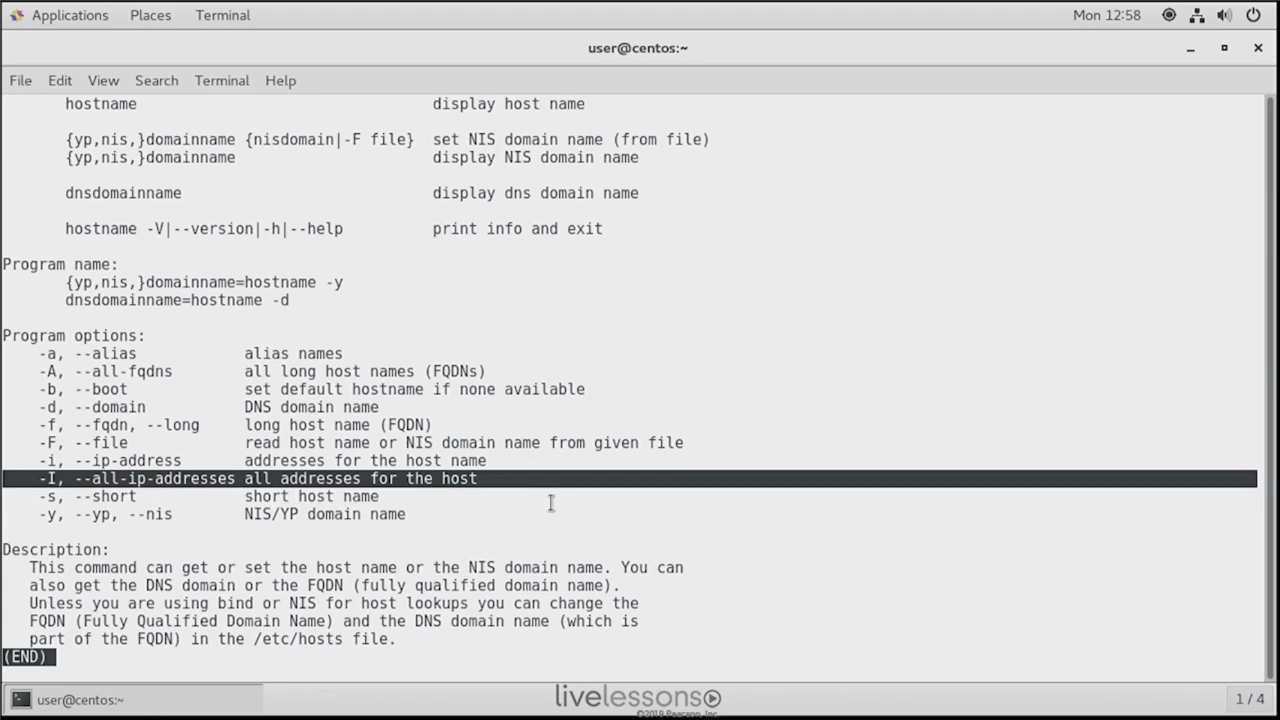 Applications Places Terminal Mon 12:58
user@centos:~
File Edit View Search Terminal Help
hostname display host name
{yp,nis,}domainname {nisdomain|-F file} set NIS domain name (from file)
{yp,nis,}domainname display NIS domain name
dnsdomainname display dns domain name
hostname -V|--version|-h|--help print info and exit
Program name:
{yp,nis,}domainname=hostname -y
dnsdomainname=hostname -d
Program options:
-a, --alias alias names
-A, --all-fqdns all long host names (FQDNs)
-b, --boot set default hostname if none available
-d, --domain DNS domain name
-f, --fqdn, --long long host name (FQDN)
-F, --file read host name or NIS domain name from given file
-i, --ip-address addresses for the host name
-I, --all-ip-addresses all addresses for the host
-s, --short short host name
-y, --yp, --nis NIS/YP domain name
Description:
This command can get or set the host name or the NIS domain name. You can
also get the DNS domain or the FQDN (fully qualified domain name).
Unless you are using bind or NIS for host lookups you can change the
FQDN (Fully Qualified Domain Name) and the DNS domain name (which is
part of the FQDN) in the /etc/hosts file.
(END)
user@centos:~ livelessons 1 / 4
©2019 Pearson, Inc.